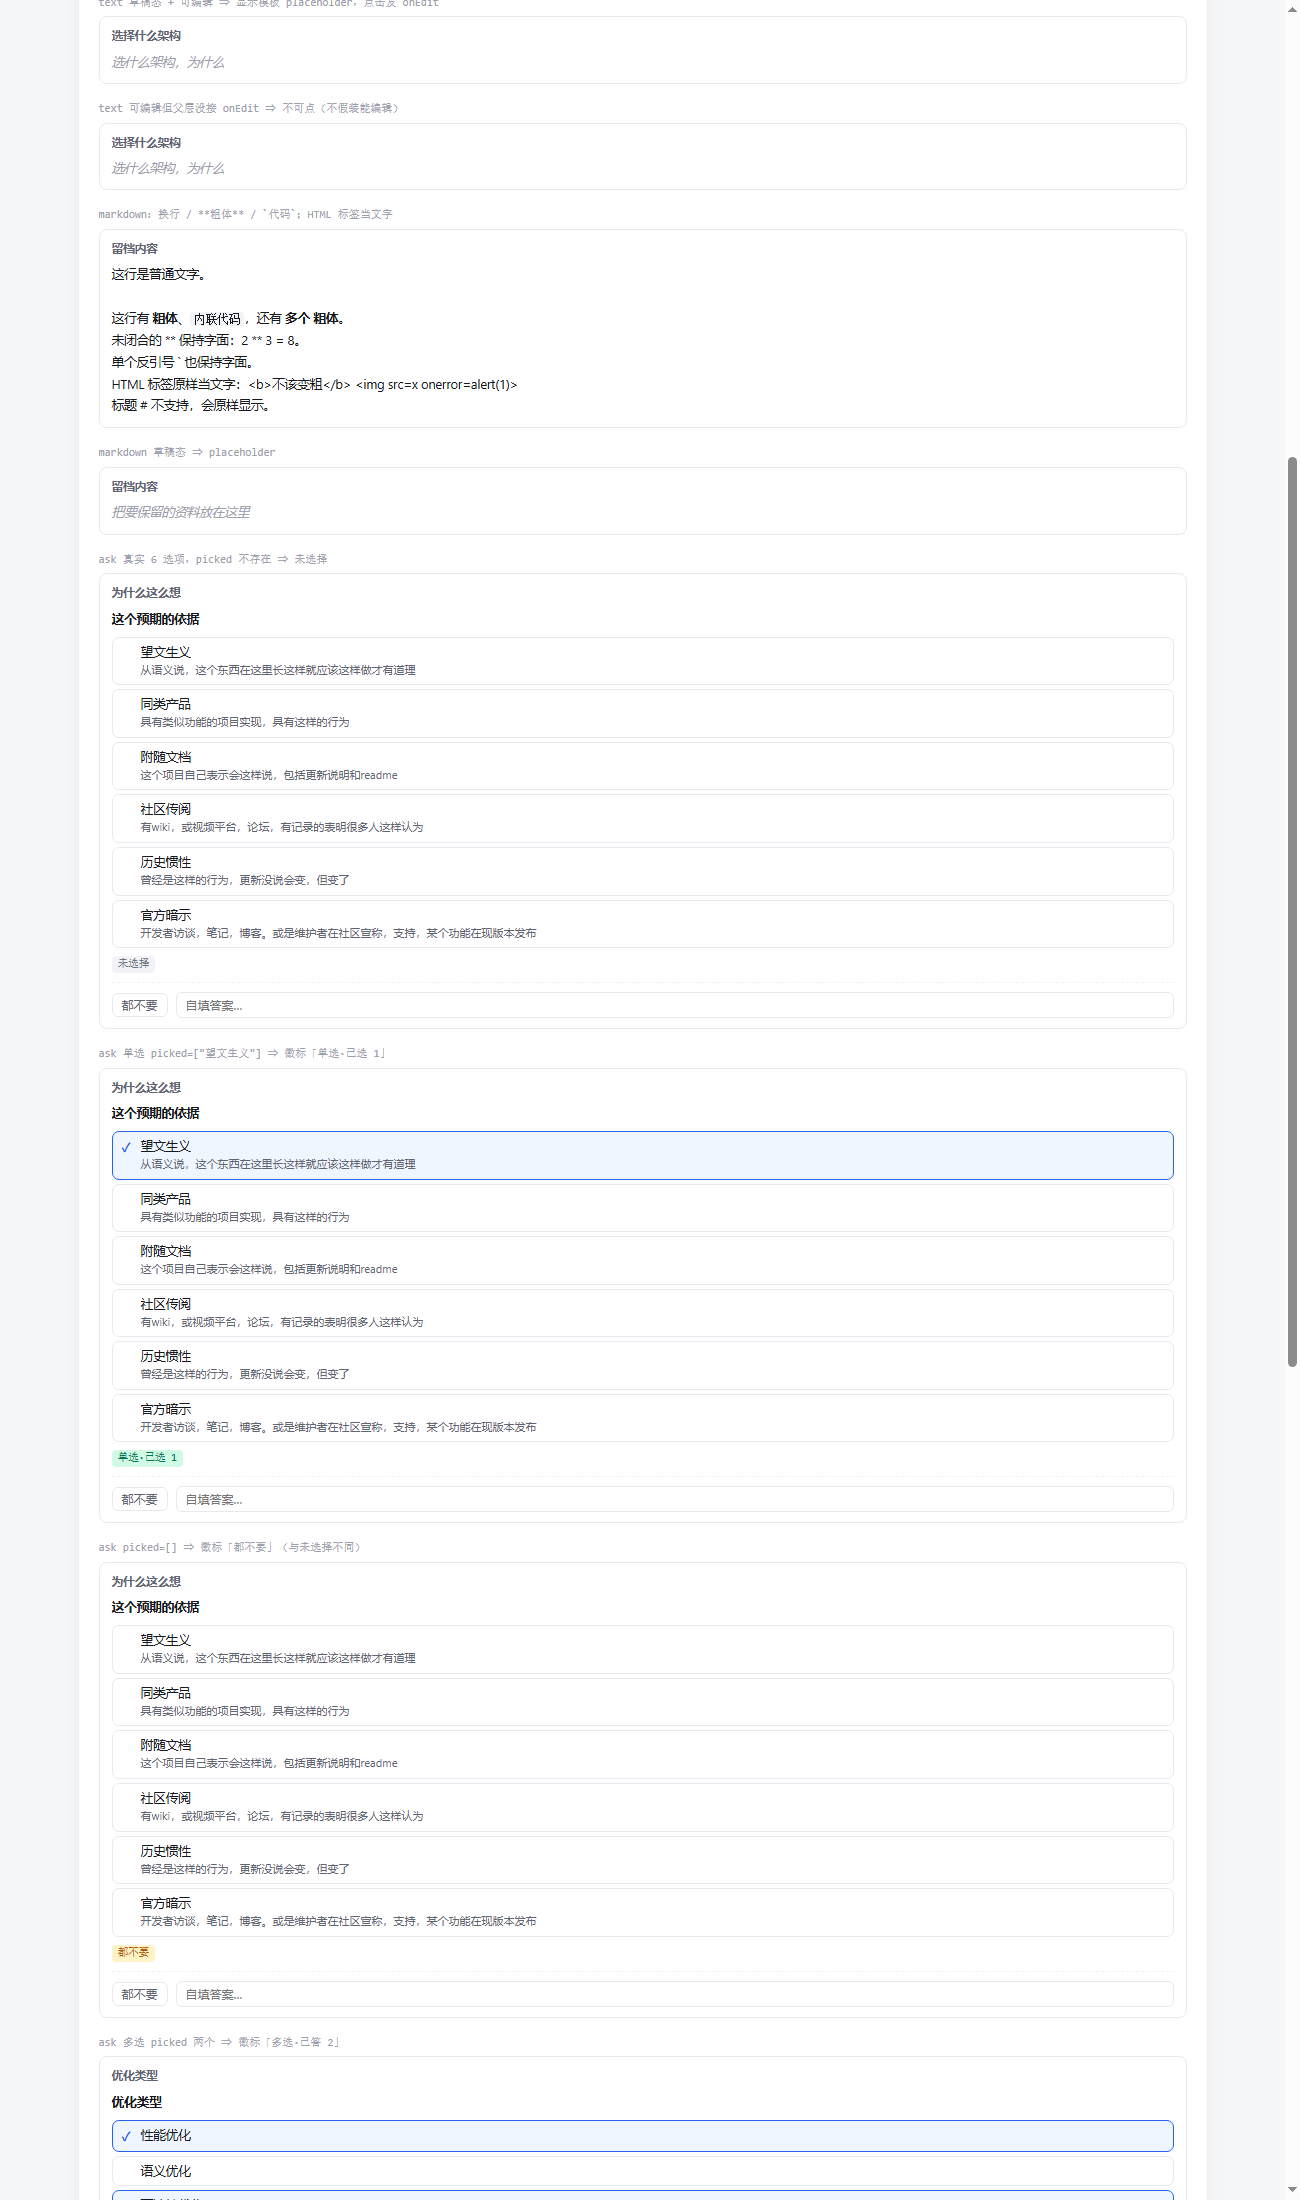 text 草稿态 + 可编辑 ⇒ 显示模板 placeholder，点击发 onEdit
选择什么架构
选什么架构，为什么
text 可编辑但父层没接 onEdit ⇒ 不可点（不假装能编辑）
选择什么架构
选什么架构，为什么
markdown：换行 / **粗体** / `代码`；HTML 标签当文字
留档内容
这行是普通文字。
这行有 粗体、 内联代码 ，还有 多个 粗体。
未闭合的 ** 保持字面：2 ** 3 = 8。
单个反引号 ` 也保持字面。
HTML 标签原样当文字：<b>不该变粗</b> <img src=x onerror=alert(1)>
标题 # 不支持，会原样显示。
markdown 草稿态 ⇒ placeholder
留档内容
把要保留的资料放在这里
ask 真实 6 选项，picked 不存在 ⇒ 未选择
为什么这么想
这个预期的依据
望文生义
从语义说，这个东西在这里长这样就应该这样做才有道理
同类产品
具有类似功能的项目实现，具有这样的行为
附随文档
这个项目自己表示会这样说，包括更新说明和readme
社区传阅
有wiki，或视频平台，论坛，有记录的表明很多人这样认为
历史惯性
曾经是这样的行为，更新没说会变，但变了
官方暗示
开发者访谈，笔记，博客。或是维护者在社区宣称，支持，某个功能在现版本发布
未选择
都不要 自填答案...
ask 单选 picked=["望文生义"] ⇒ 徽标「单选·已选 1」
为什么这么想
这个预期的依据
✓ 望文生义
从语义说，这个东西在这里长这样就应该这样做才有道理
同类产品
具有类似功能的项目实现，具有这样的行为
附随文档
这个项目自己表示会这样说，包括更新说明和readme
社区传阅
有wiki，或视频平台，论坛，有记录的表明很多人这样认为
历史惯性
曾经是这样的行为，更新没说会变，但变了
官方暗示
开发者访谈，笔记，博客。或是维护者在社区宣称，支持，某个功能在现版本发布
单选·已选 1
都不要 自填答案...
ask picked=[] ⇒ 徽标「都不要」（与未选择不同）
为什么这么想
这个预期的依据
望文生义
从语义说，这个东西在这里长这样就应该这样做才有道理
同类产品
具有类似功能的项目实现，具有这样的行为
附随文档
这个项目自己表示会这样说，包括更新说明和readme
社区传阅
有wiki，或视频平台，论坛，有记录的表明很多人这样认为
历史惯性
曾经是这样的行为，更新没说会变，但变了
官方暗示
开发者访谈，笔记，博客。或是维护者在社区宣称，支持，某个功能在现版本发布
都不要
都不要 自填答案...
ask 多选 picked 两个 ⇒ 徽标「多选·已答 2」
优化类型
优化类型
✓ 性能优化
语义优化